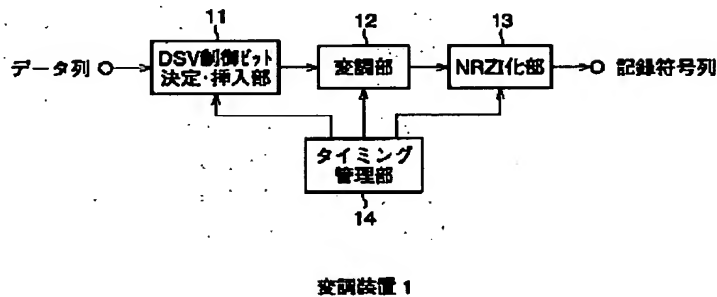 11
12
13
データ列
DSV制御ビット
決定・挿入部
変調部
NRZI化部
記録符号列
タイミング
管理部
14
変調装置1